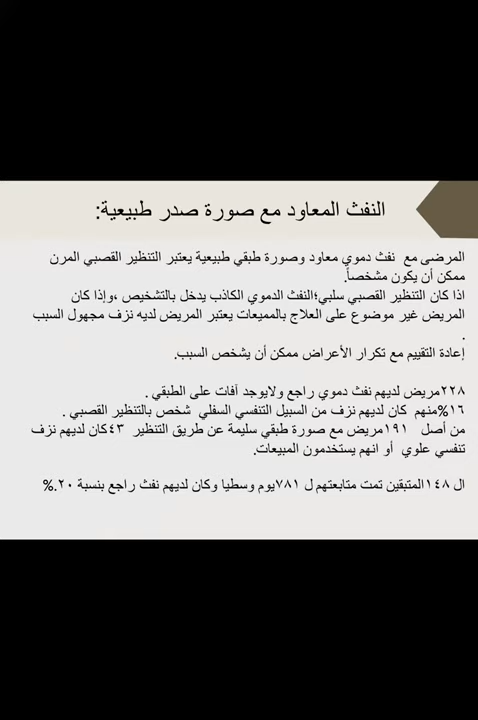 النفث المعاود مع صورة صدر طبيعية:
المرضى مع نفث دموي معاود وصورة طبقي طبيعية يعتبر التنظير القصبي المرن
ممكن أن يكون مشخصاً.
اذا كان التنظير القصبي سلبي؛النفث الدموي الكاذب يدخل بالتشخيص ،وإذا كان
المريض غير موضوع على العلاج بالمميعات يعتبر المريض لديه نزف مجهول السبب
.
إعادة التقييم مع تكرار الأعراض ممكن أن يشخص السبب.
٢٢٨مريض لديهم نفث دموي راجع ولايوجد آفات على الطبقي .
١٦%منهم كان لديهم نزف من السبيل التنفسي السفلي شخص بالتنظير القصبي .
من أصل ١٩١مريض مع صورة طبقي سليمة عن طريق التنظير ٤٣كان لديهم نزف
تنفسي علوي أو انهم يستخدمون المبيعات.
ال ١٤٨المتبقين تمت متابعتهم ل ٧٨١يوم وسطيا وكان لديهم نفث راجع بنسبة ٢٠.%